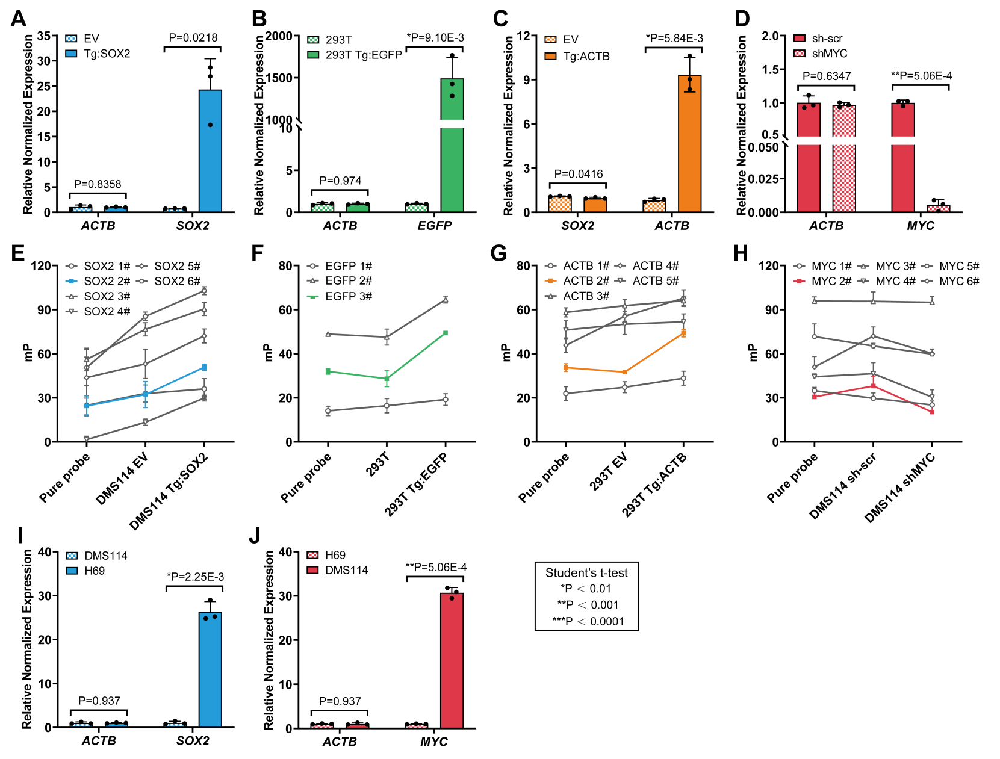 A
Relative Normalized Expression
35
30
25
20
15
10
5
0
EV
Tg:SOX2
P=0.0218
P=0.8358
ACTB
SOX2
B
Relative Normalized Expression
2000
1500
1000
10
5
0
293T
293T Tg:EGFP
*P=9.10E-3
P=0.974
ACTB
EGFP
C
Relative Normalized Expression
12
9
6
3
0
EV
Tg:ACTB
*P=5.84E-3
P=0.0416
SOX2
ACTB
D
Relative Normalized Expression
2.0
1.5
1.0
0.5
0.050
0.025
0.000
sh-scr
shMYC
P=0.6347
**P=5.06E-4
ACTB
MYC
E
mP
120
90
60
30
0
SOX2 1#
SOX2 2#
SOX2 3#
SOX2 4#
SOX2 5#
SOX2 6#
Pure probe
DMS114 EV
DMS114 Tg:SOX2
F
mP
80
60
40
20
0
EGFP 1#
EGFP 2#
EGFP 3#
Pure probe
293T
293T Tg:EGFP
G
mP
80
60
40
20
0
ACTB 1#
ACTB 2#
ACTB 3#
ACTB 4#
ACTB 5#
Pure probe
293T EV
293T Tg:ACTB
H
mP
120
90
60
30
0
MYC 1#
MYC 2#
MYC 3#
MYC 4#
MYC 5#
MYC 6#
Pure probe
DMS114 sh-scr
DMS114 shMYC
I
Relative Normalized Expression
40
30
20
10
0
DMS114
H69
*P=2.25E-3
P=0.937
ACTB
SOX2
J
Relative Normalized Expression
40
30
20
10
0
H69
DMS114
**P=5.06E-4
P=0.937
ACTB
MYC
Student's t-test
*P < 0.01
**P < 0.001
***P < 0.0001